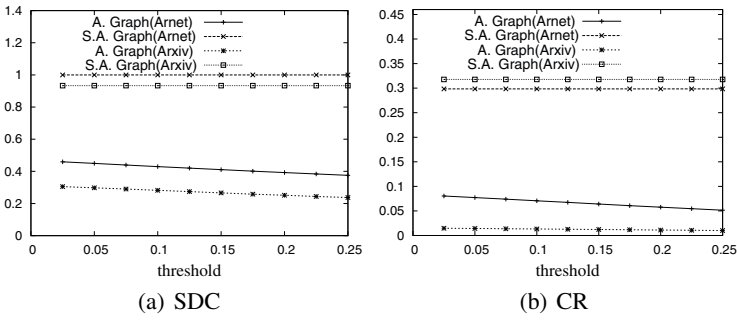 A. Graph(Arnet)
S.A. Graph(Arnet)
A. Graph(Arxiv)
S.A. Graph(Arxiv)
1.4
1.2
1
0.8
0.6
0.4
0.2
0
0 0.05 0.1 0.15 0.2 0.25
threshold
(a) SDC
A. Graph(Arnet)
S.A. Graph(Arnet)
A. Graph(Arxiv)
S.A. Graph(Arxiv)
0.45
0.4
0.35
0.3
0.25
0.2
0.15
0.1
0.05
0
0 0.05 0.1 0.15 0.2 0.25
threshold
(b) CR